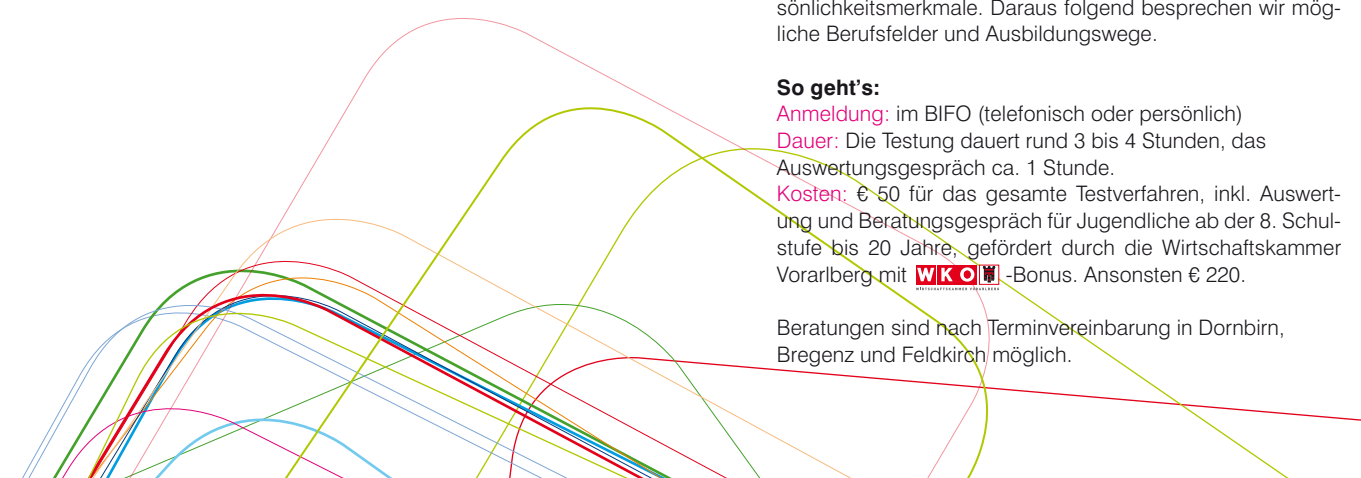 sönlichkeitsmerkmale. Daraus folgend besprechen wir mög-
liche Berufsfelder und Ausbildungswege.
So geht's:
Anmeldung: im BIFO (telefonisch oder persönlich)
Dauer: Die Testung dauert rund 3 bis 4 Stunden, das
Auswertungsgespräch ca. 1 Stunde.
Kosten: € 50 für das gesamte Testverfahren, inkl. Auswert-
ung und Beratungsgespräch für Jugendliche ab der 8. Schul-
stufe bis 20 Jahre, gefördert durch die Wirtschaftskammer
Vorarlberg mit WKO -Bonus. Ansonsten € 220.
WIRTSCHAFTSKAMMER VORARLBERG
Beratungen sind nach Terminvereinbarung in Dornbirn,
Bregenz und Feldkirch möglich.